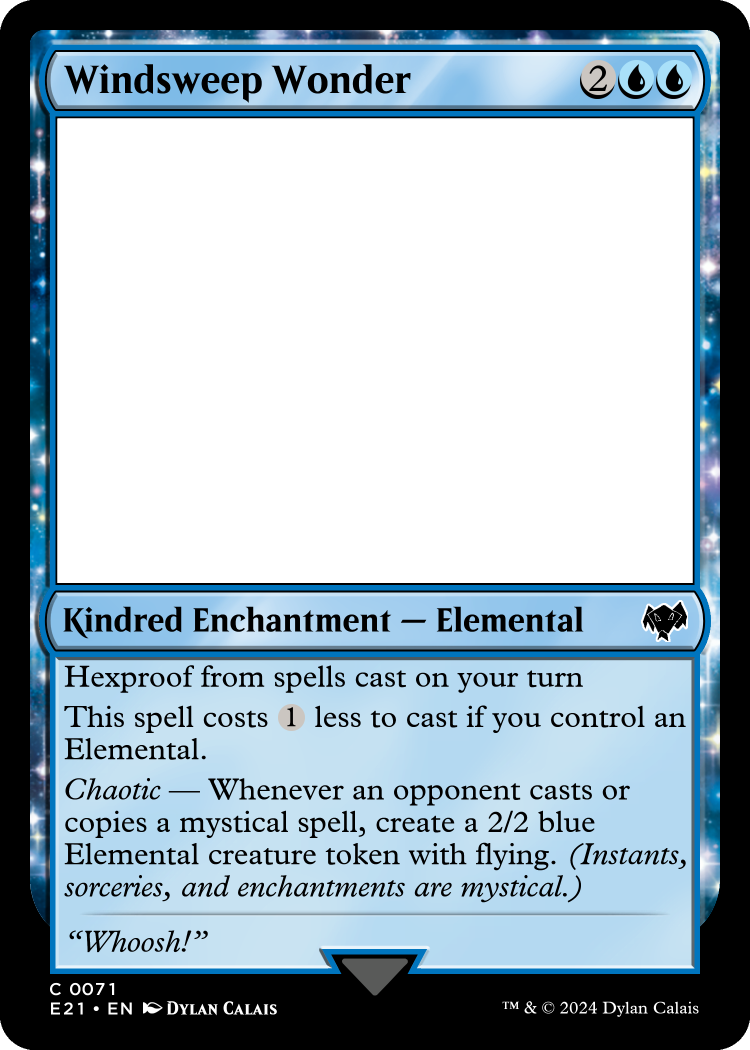 Windsweep Wonder 2
Kindred Enchantment — Elemental
Hexproof from spells cast on your turn
This spell costs 1 less to cast if you control an
Elemental.
Chaotic — Whenever an opponent casts or
copies a mystical spell, create a 2/2 blue
Elemental creature token with flying. (Instants,
sorceries, and enchantments are mystical.)
“Whoosh!”
C 0071
E21 • EN Dylan Calais
™ & © 2024 Dylan Calais